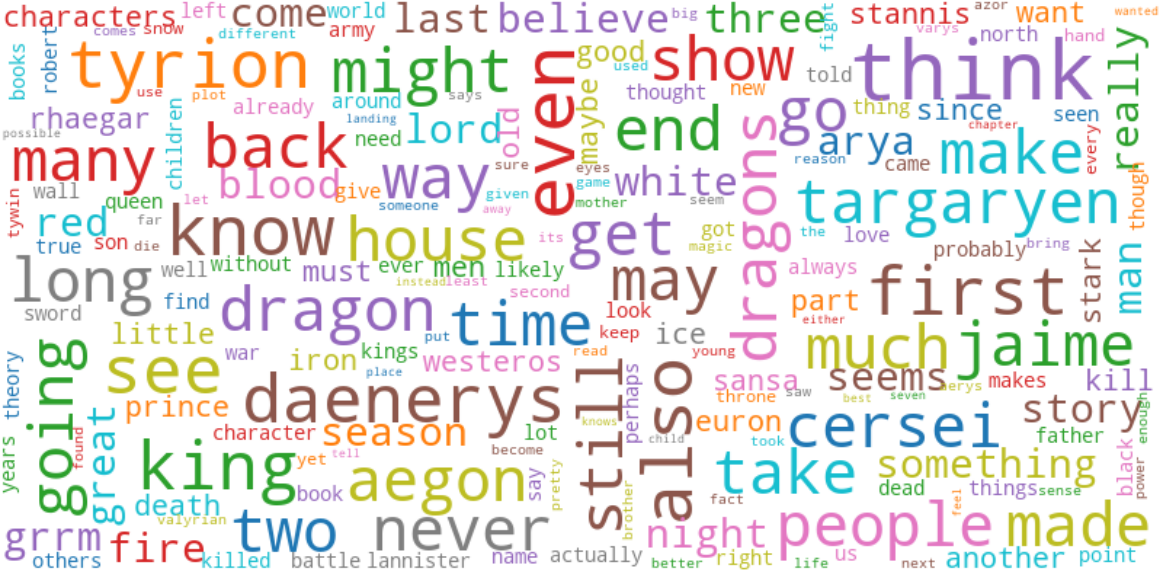 characters left come world last believe big three stannis azor want wanted
comes snow different army fight varys north hand
books robert tyrion might good used show told think really
use plot says even thought new thing since seen
rhaegar already around maybe go chapter
possible children landing need lord old end dragons arya make every
many back sure eyes reason came
tywin wall let blood give way given game white targaryen though
queen someone away mother seem
red far know house its get got the love man
true son die magic probably bring
long well without must ever men likely may always stark
sword find dragon instead least second part first
little time look ice either
put keep
theory war iron kings westeros read young much jaime
see place sansa seems aerys makes kill
going prince daenerys still perhaps also throne saw best seven story enough
great found character season lot knows child euron took cersei father
years king yet tell become take something black power
book aegon say pretty brother fact dead things sense
death valyrian two never night people feel made
grrm fire
others killed battle lannister name actually better right life us next another point